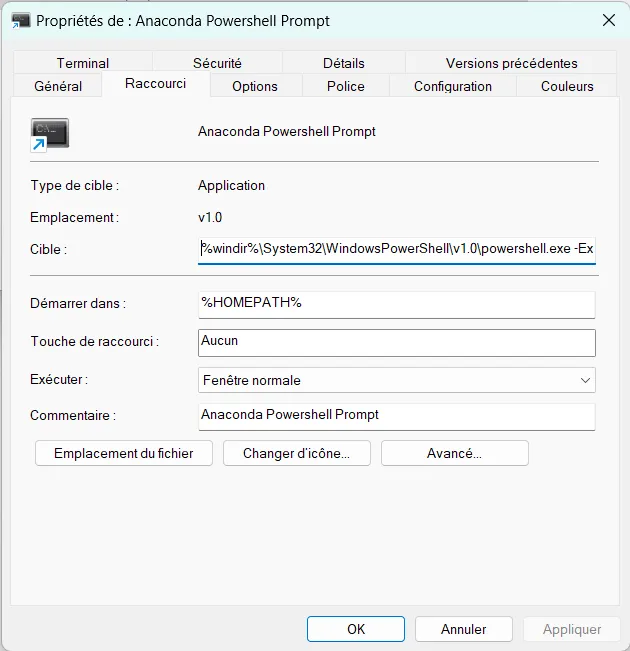 Propriétés de : Anaconda Powershell Prompt
Terminal Sécurité Détails Versions précédentes
Général Raccourci Options Police Configuration Couleurs
Anaconda Powershell Prompt
Type de cible : Application
Emplacement : v1.0
Cible : %windir%\System32\WindowsPowerShell\v1.0\powershell.exe -Ex
Démarrer dans : %HOMEPATH%
Touche de raccourci : Aucun
Exécuter : Fenêtre normale
Commentaire : Anaconda Powershell Prompt
Emplacement du fichier Changer d'icône... Avancé...
OK Annuler Appliquer